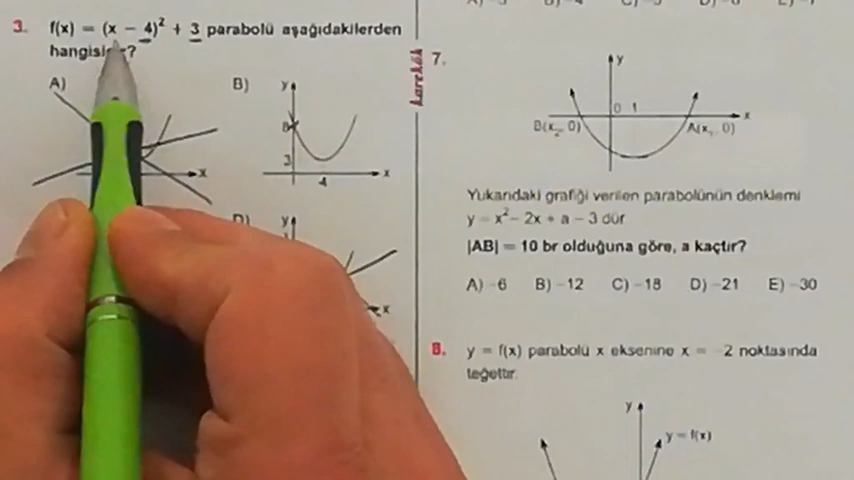 3. f(x) = (x - 4)² + 3 parabolü aşağıdakilerden
A)
B)
y
3
4
x
x
y
x
karekök
7.
y
0 1
x
B(x₂, 0)
A(x₁, 0)
Yukarıdaki grafiği verilen parabolünün denklemi
y = x² - 2x + a - 3 dür
|AB| = 10 br olduğuna göre, a kaçtır?
A) -6 B) -12 C) -18 D) -21 E) -30
8. y = f(x) parabolü x eksenine x = -2 noktasında
teğettir.
y
y = f(x)